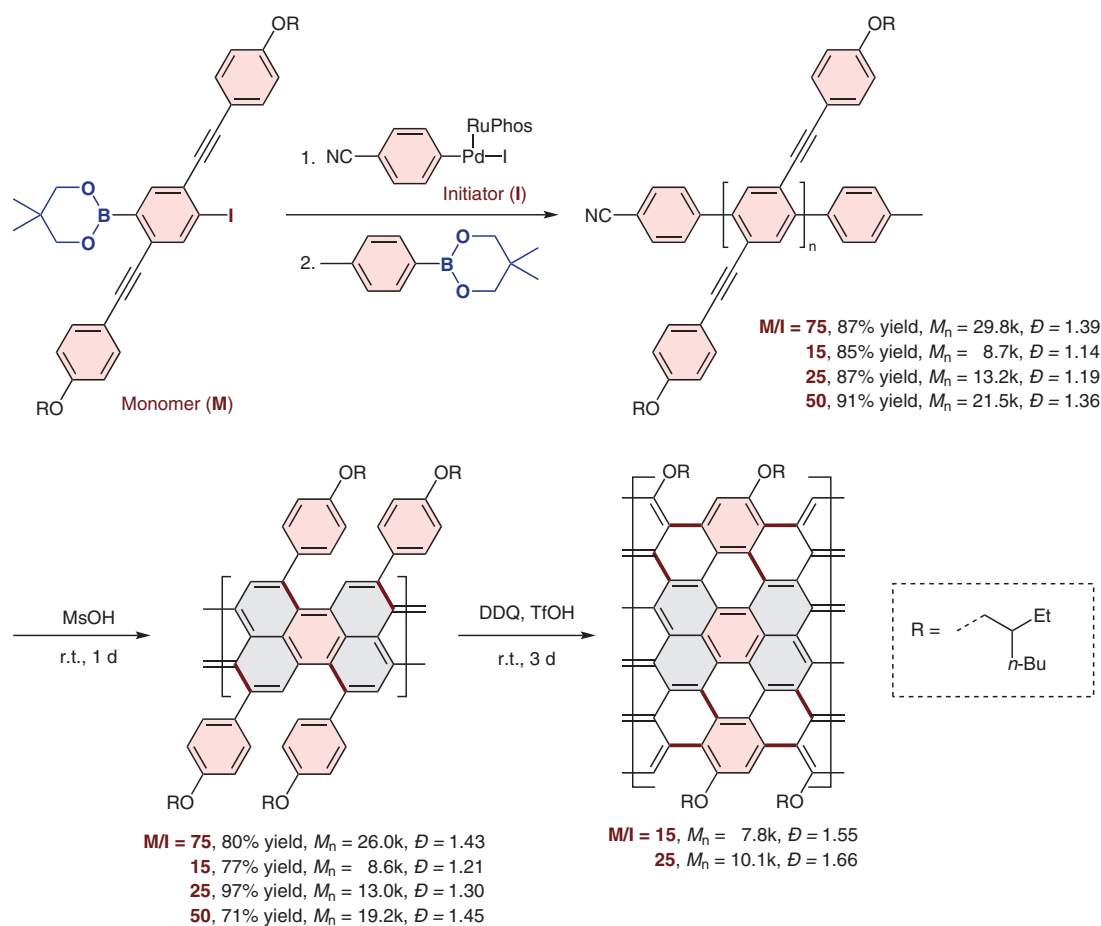 OR
OR
RuPhos
1. NC Pd I
Initiator (I)
O
B
O
I
NC
n
2. B
O
O
M/I = 75, 87% yield, Mn = 29.8k, Đ = 1.39
15, 85% yield, Mn = 8.7k, Đ = 1.14
25, 87% yield, Mn = 13.2k, Đ = 1.19
50, 91% yield, Mn = 21.5k, Đ = 1.36
RO
Monomer (M)
RO
OR
OR
OR
OR
MsOH
r.t., 1 d
DDQ, TfOH
r.t., 3 d
R =
Et
n-Bu
RO
RO
RO
RO
M/I = 75, 80% yield, Mn = 26.0k, Đ = 1.43
15, 77% yield, Mn = 8.6k, Đ = 1.21
25, 97% yield, Mn = 13.0k, Đ = 1.30
50, 71% yield, Mn = 19.2k, Đ = 1.45
M/I = 15, Mn = 7.8k, Đ = 1.55
25, Mn = 10.1k, Đ = 1.66